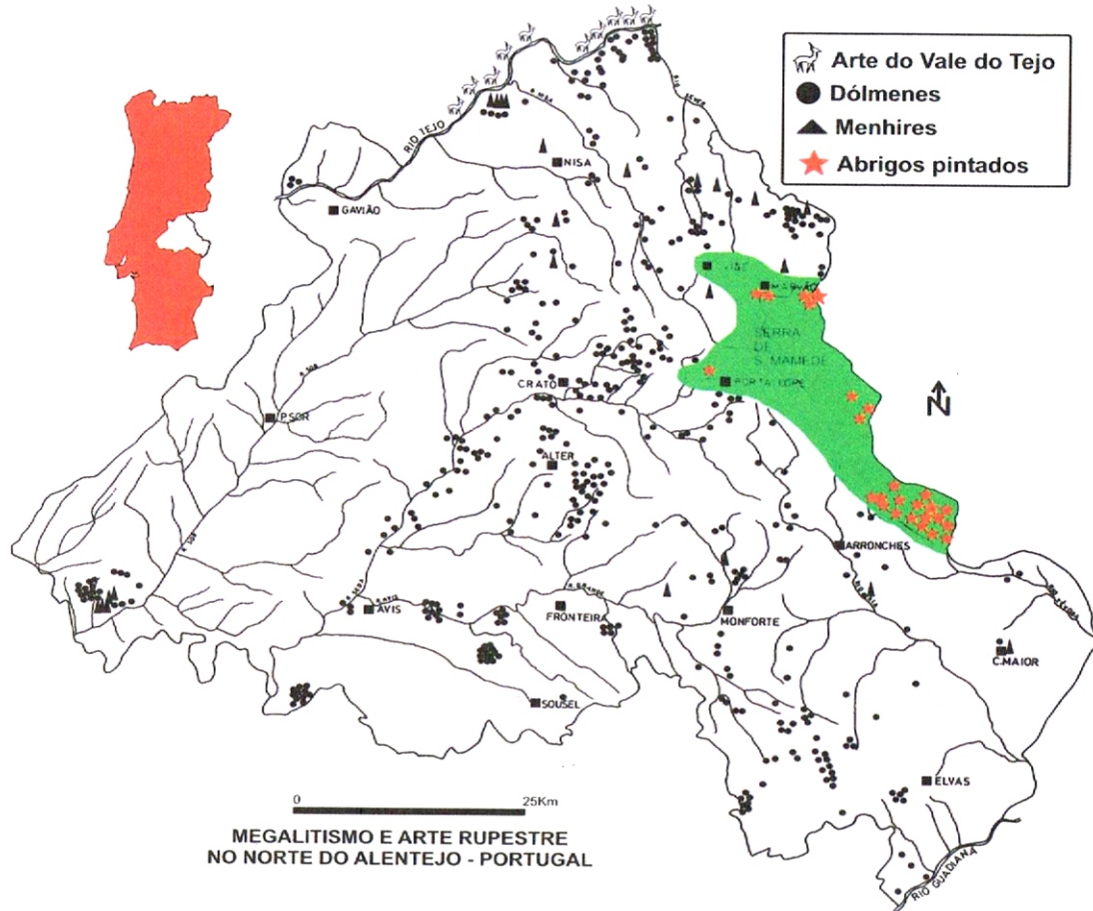 Arte do Vale do Tejo
Dólmenes
Menhires
Abrigos pintados
RIO TEJO
NISA
GAVIÃO
SERRA
DE
S. MAMEDE
CRATO
P.SOR
ALTER
ARRONCHES
AVIS
FRONTEIRA
MONFORTE
C.MAIOR
SOUSEL
ELVAS
RIO GUADIANA
N
0 25Km
MEGALITISMO E ARTE RUPESTRE
NO NORTE DO ALENTEJO - PORTUGAL